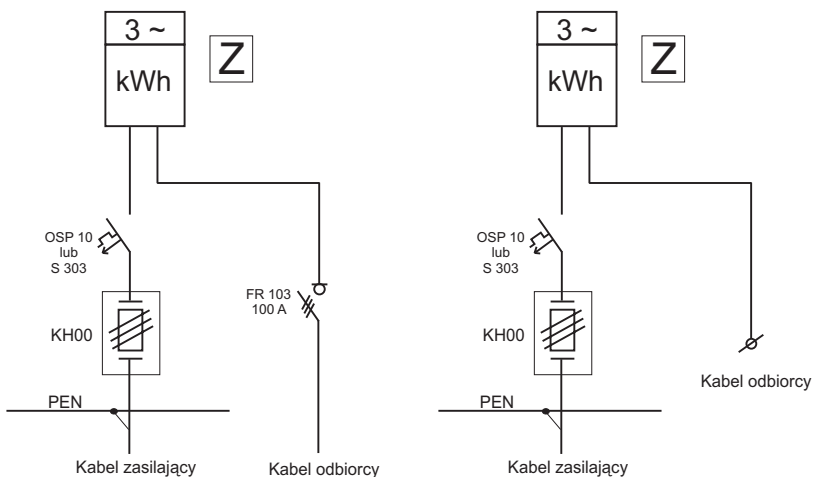 3 ~
kWh
Z
OSP 10
lub
S 303
FR 103
100 A
KH00
PEN
Kabel zasilający
Kabel odbiorcy
3 ~
kWh
Z
OSP 10
lub
S 303
KH00
Kabel odbiorcy
PEN
Kabel zasilający